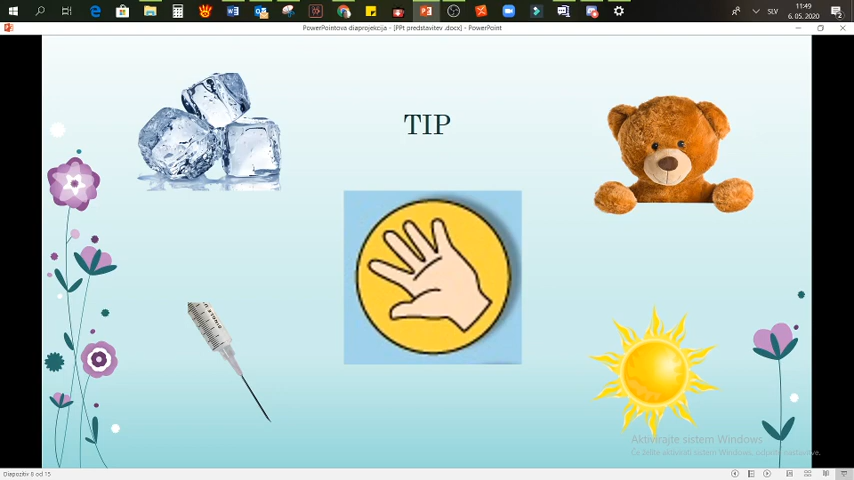 SLV
11:49
6. 05. 2020
PowerPointova diaprojekcija - [PPt predstavitev .docx] - PowerPoint
TIP
Aktivirajte sistem Windows
Če želite aktivirati sistem Windows, odprite nastavitve.
Diapozitiv 8 od 15